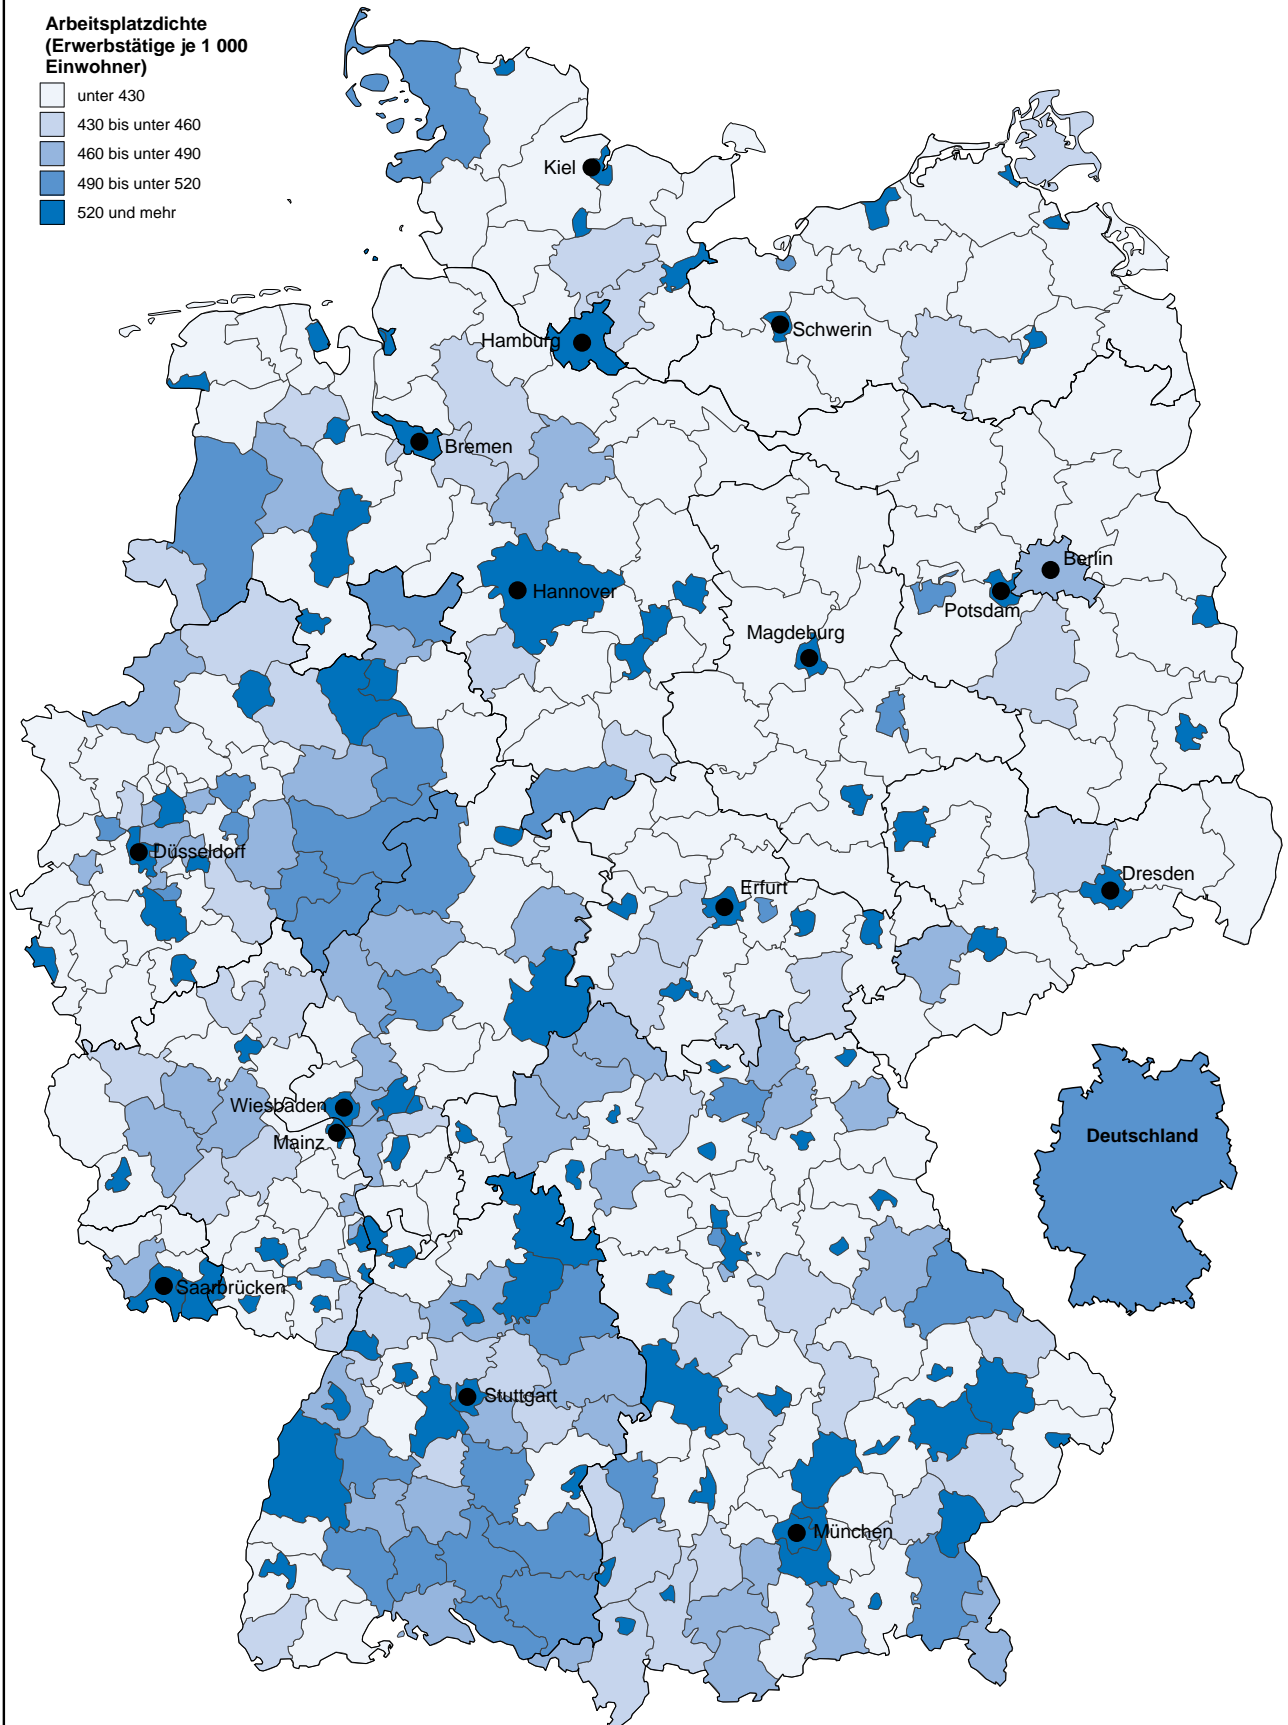 Arbeitsplatzdichte
(Erwerbstätige je 1 000
Einwohner)
unter 430
430 bis unter 460
460 bis unter 490
490 bis unter 520
520 und mehr
Kiel
Schwerin
Hamburg
Bremen
Berlin
Hannover
Potsdam
Magdeburg
Düsseldorf
Dresden
Erfurt
Wiesbaden
Mainz
Deutschland
Saarbrücken
Stuttgart
München